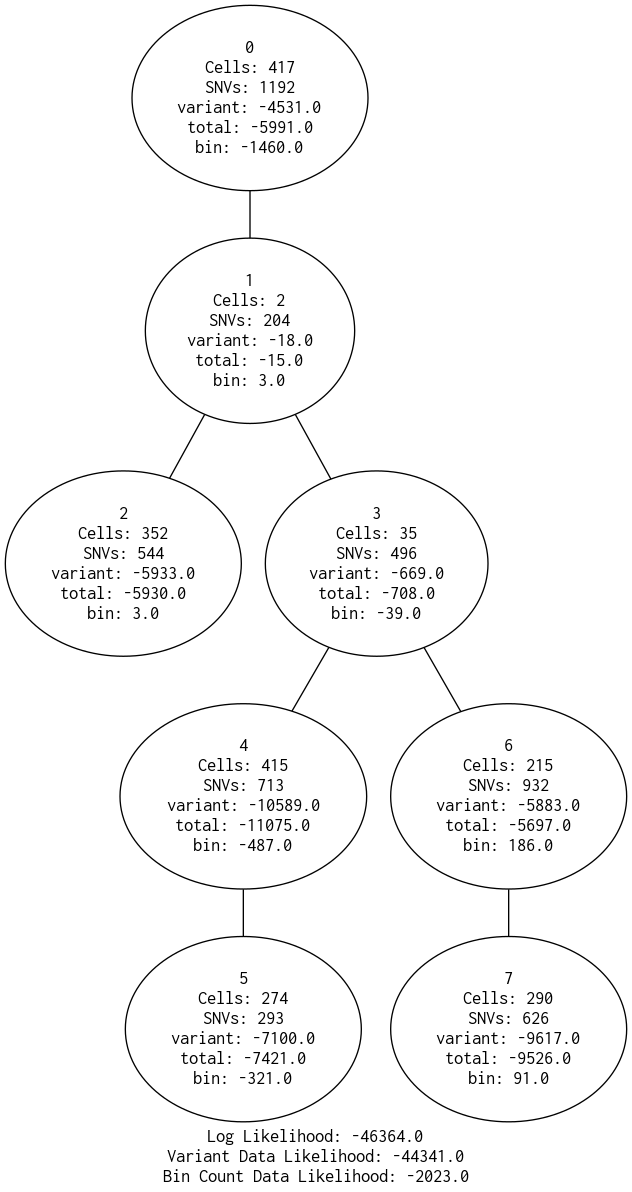 0
Cells: 417
SNVs: 1192
variant: -4531.0
total: -5991.0
bin: -1460.0
1
Cells: 2
SNVs: 204
variant: -18.0
total: -15.0
bin: 3.0
2
Cells: 352
SNVs: 544
variant: -5933.0
total: -5930.0
bin: 3.0
3
Cells: 35
SNVs: 496
variant: -669.0
total: -708.0
bin: -39.0
4
Cells: 415
SNVs: 713
variant: -10589.0
total: -11075.0
bin: -487.0
6
Cells: 215
SNVs: 932
variant: -5883.0
total: -5697.0
bin: 186.0
5
Cells: 274
SNVs: 293
variant: -7100.0
total: -7421.0
bin: -321.0
7
Cells: 290
SNVs: 626
variant: -9617.0
total: -9526.0
bin: 91.0
Log Likelihood: -46364.0
Variant Data Likelihood: -44341.0
Bin Count Data Likelihood: -2023.0